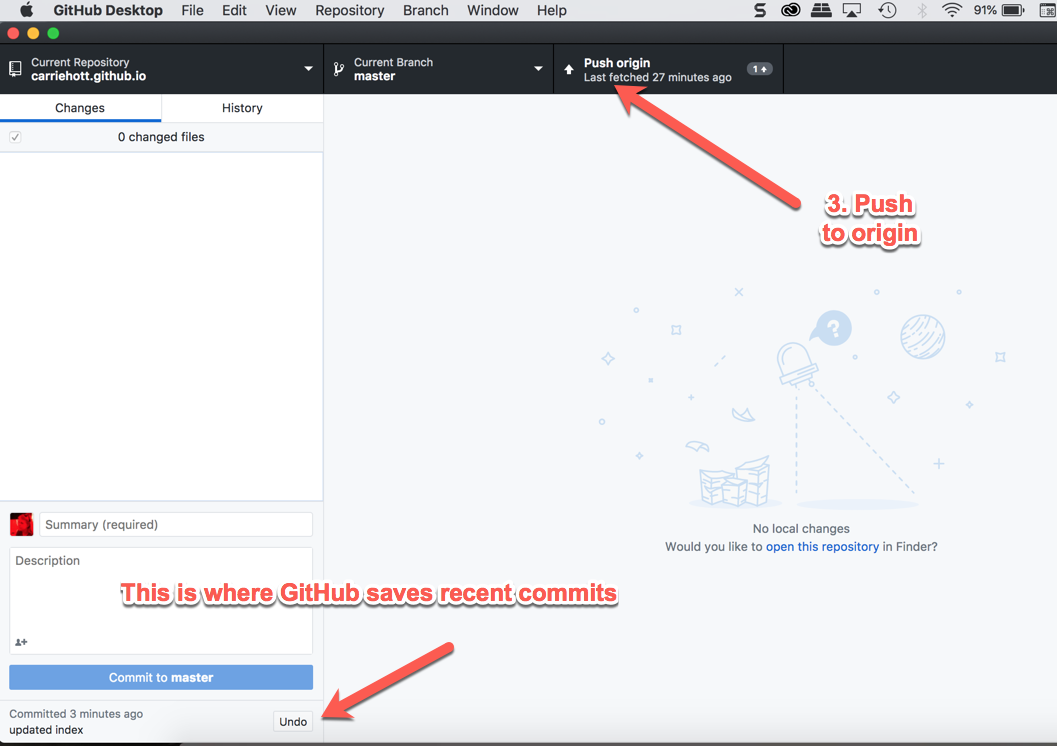 GitHub Desktop File Edit View Repository Branch Window Help 91%
Current Repository
carriehott.github.io
Current Branch
master
Push origin
Last fetched 27 minutes ago
1
Changes History
0 changed files
3. Push
to origin
?
No local changes
Would you like to open this repository in Finder?
Summary (required)
Description
This is where GitHub saves recent commits
Commit to master
Committed 3 minutes ago
updated index
Undo